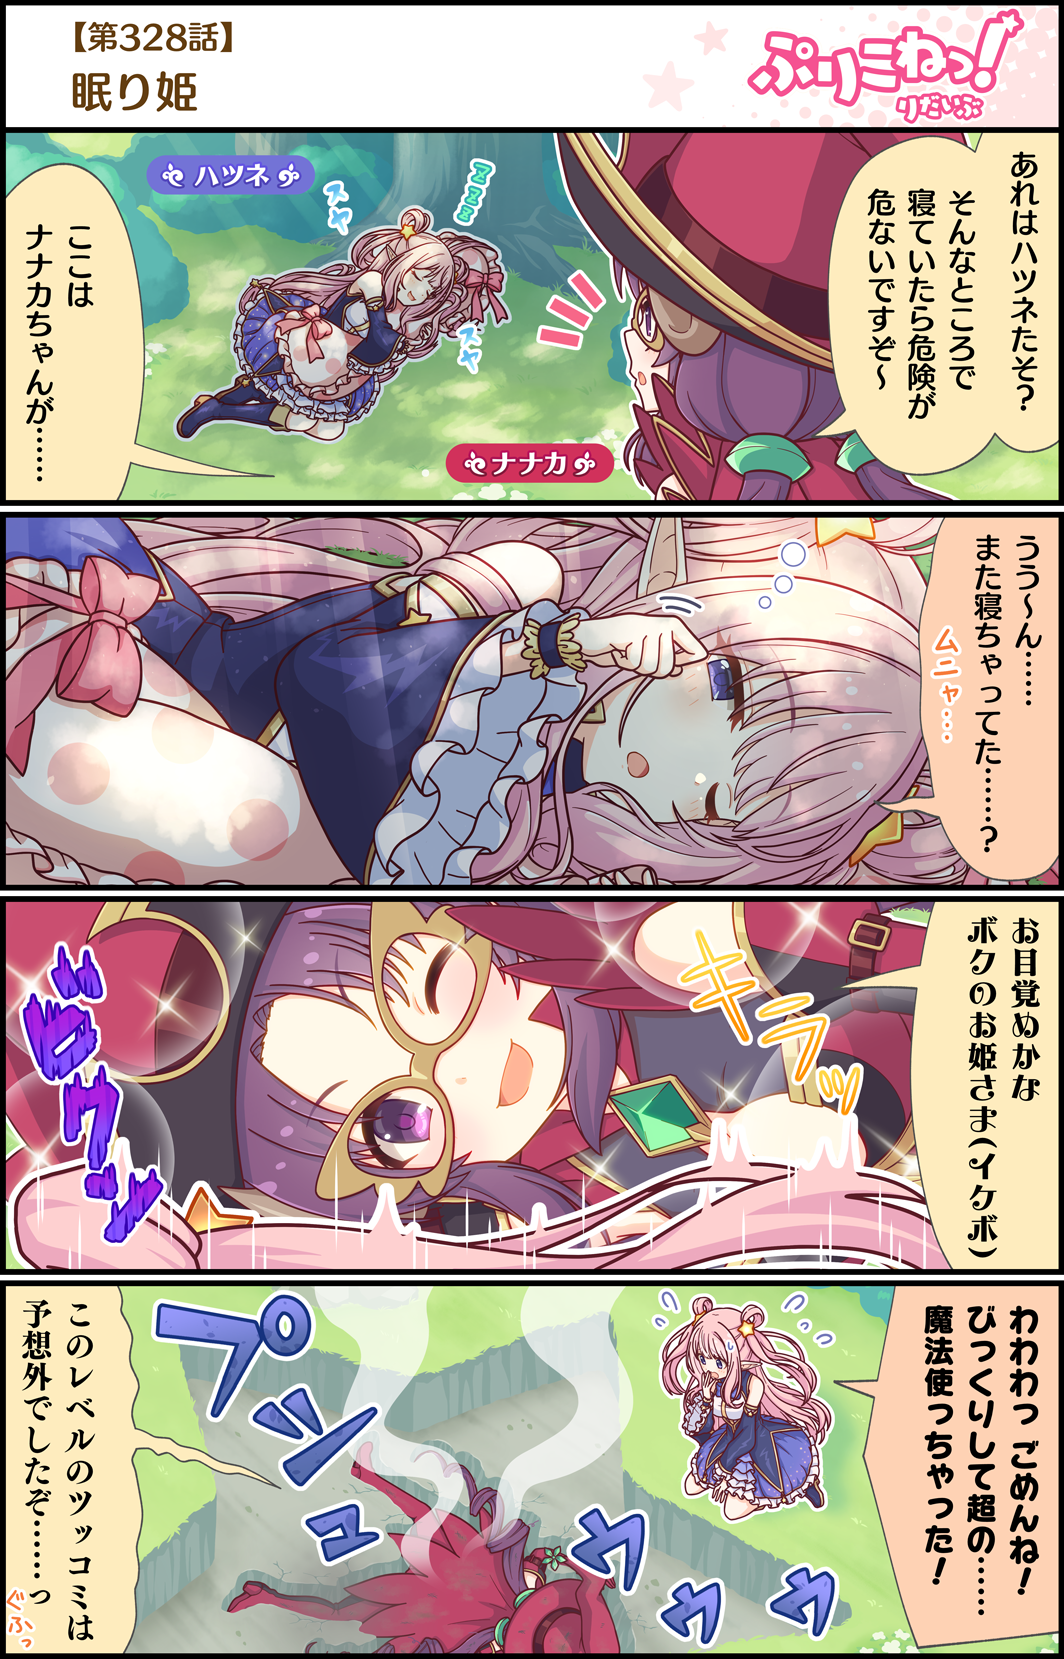 【第328話】
眠り姫
ぷりこねっ!
りだいぶ
あれはハツネたそ?
そんなところで
寝ていたら危険が
危ないですぞ~
ハツネ
スヤ
zzzz
スヤ
ナナカ
ここは
ナナカちゃんが……
うう~ん……
また寝ちゃってた……?
ムニャ…
お目覚めかな
ボクのお姫さま(イケボ)
キラッ
ビクッ
わわわっ ごめんね!
びっくりして超の……
魔法使っちゃった!
プシュウウウ
このレベルのツッコミは
予想外でしたぞ……っ
ぐふっ